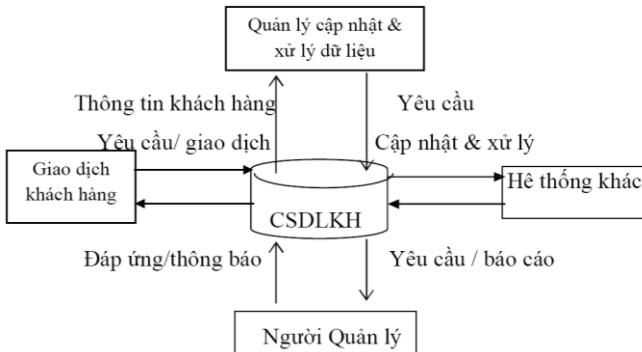 Quản lý cập nhật &
xử lý dữ liệu
Thông tin khách hàng
Yêu cầu
Yêu cầu/ giao dịch
Cập nhật & xử lý
Giao dịch
khách hàng
Hê thống khác
CSDLKH
Đáp ứng/thông báo
Yêu cầu / báo cáo
Người Quản lý